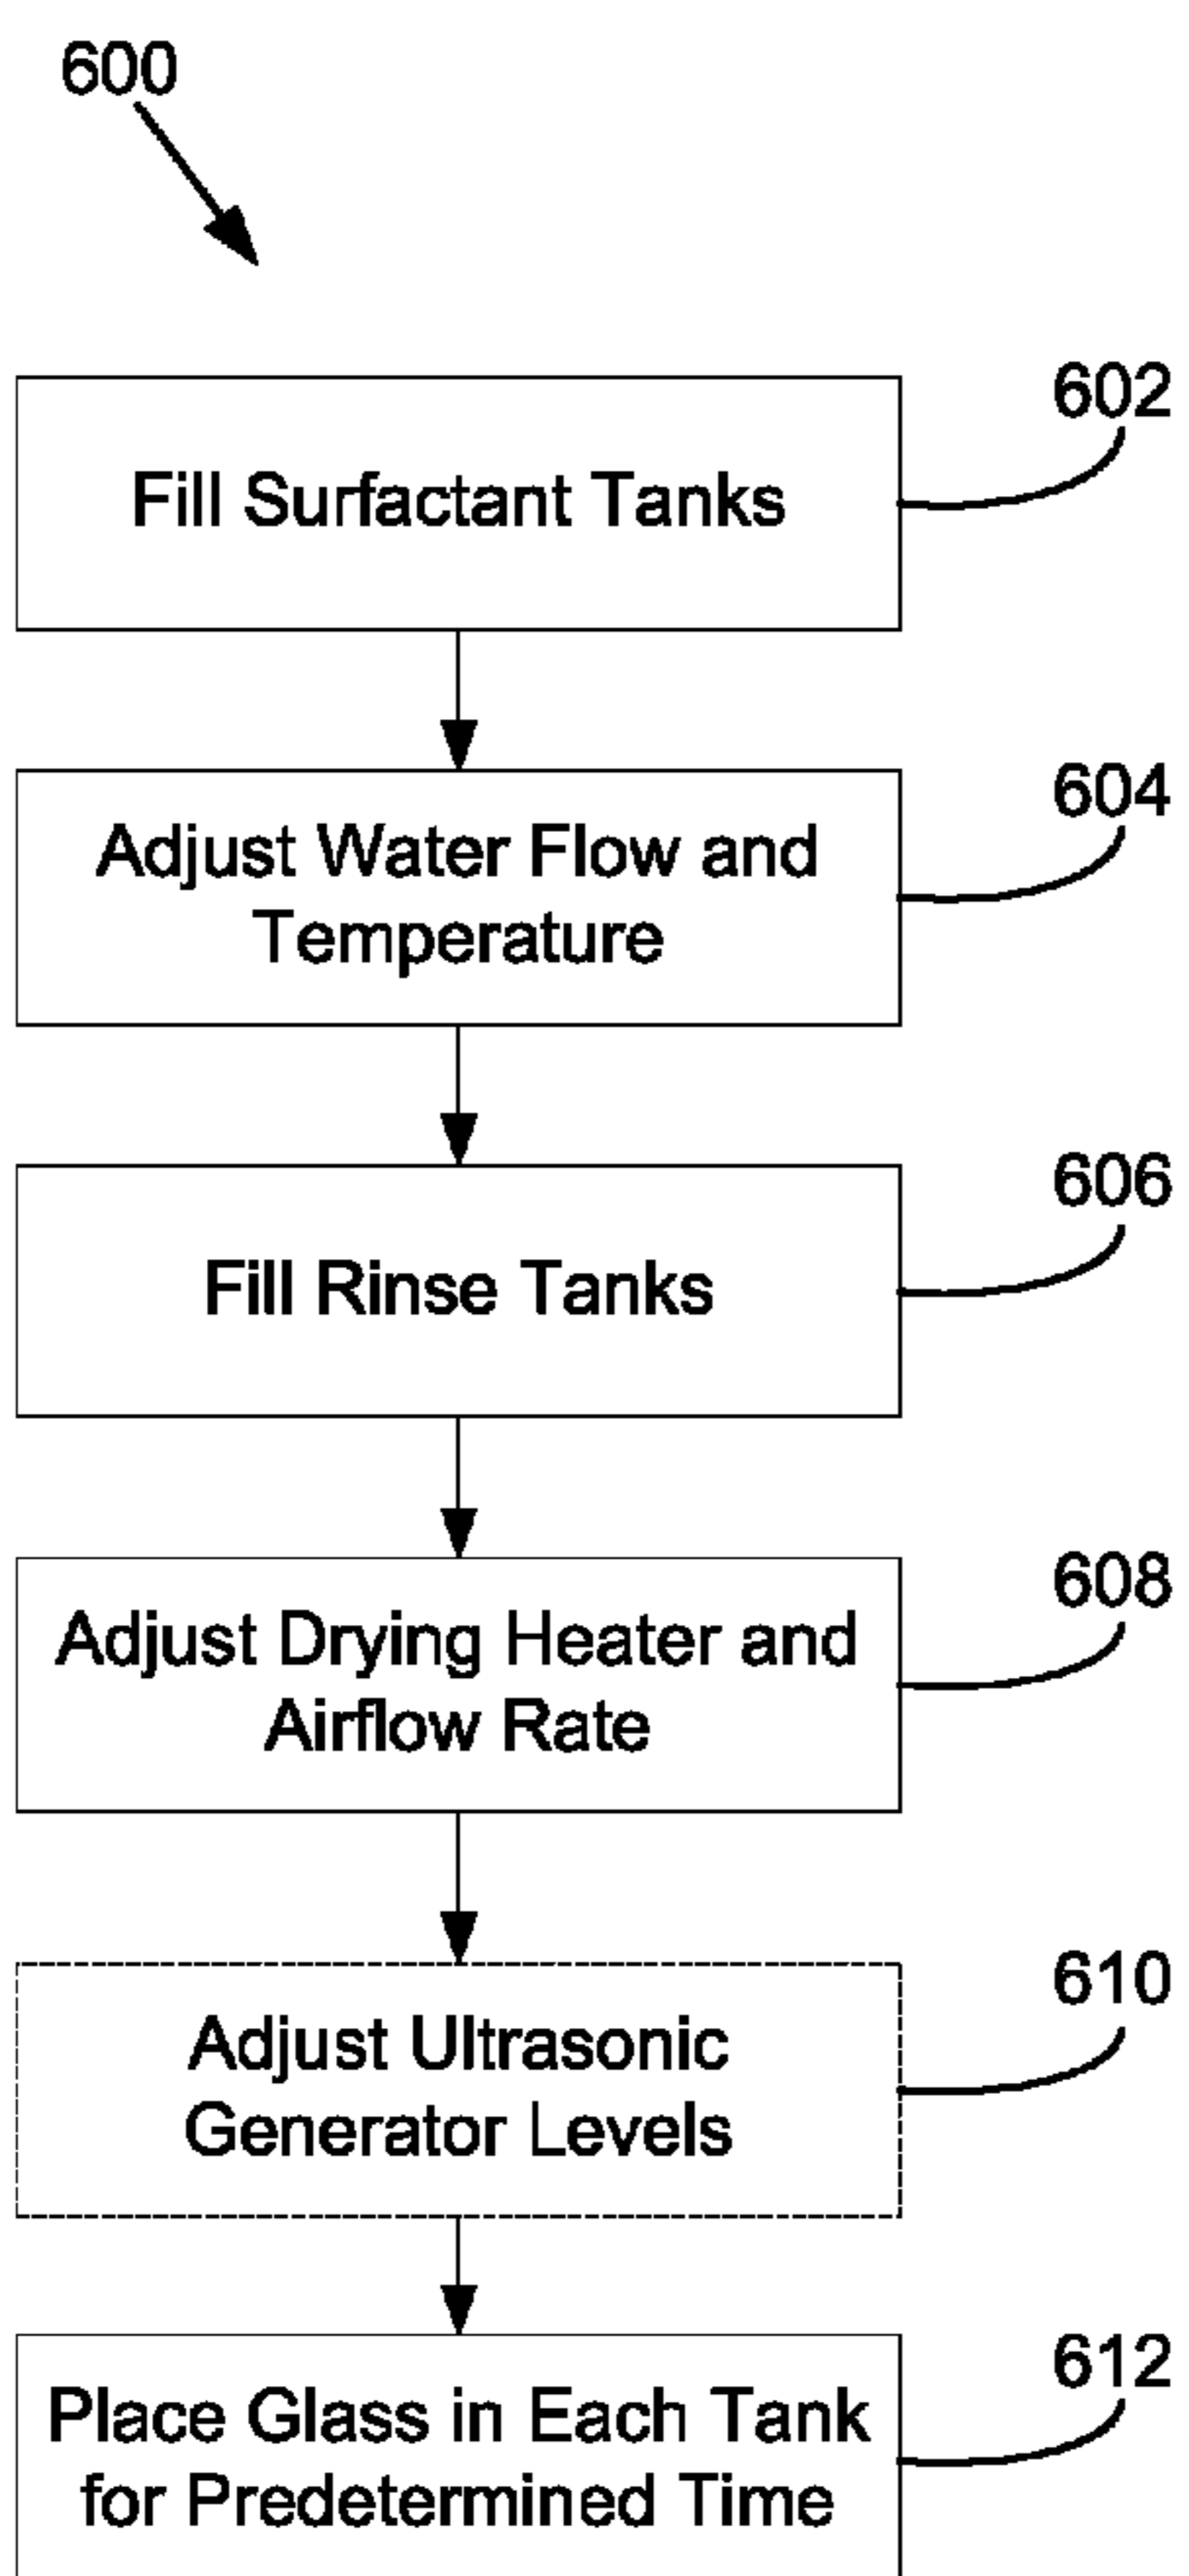 600
Fill Surfactant Tanks
602
Adjust Water Flow and
Temperature
604
Fill Rinse Tanks
606
Adjust Drying Heater and
Airflow Rate
608
Adjust Ultrasonic
Generator Levels
610
Place Glass in Each Tank
for Predetermined Time
612